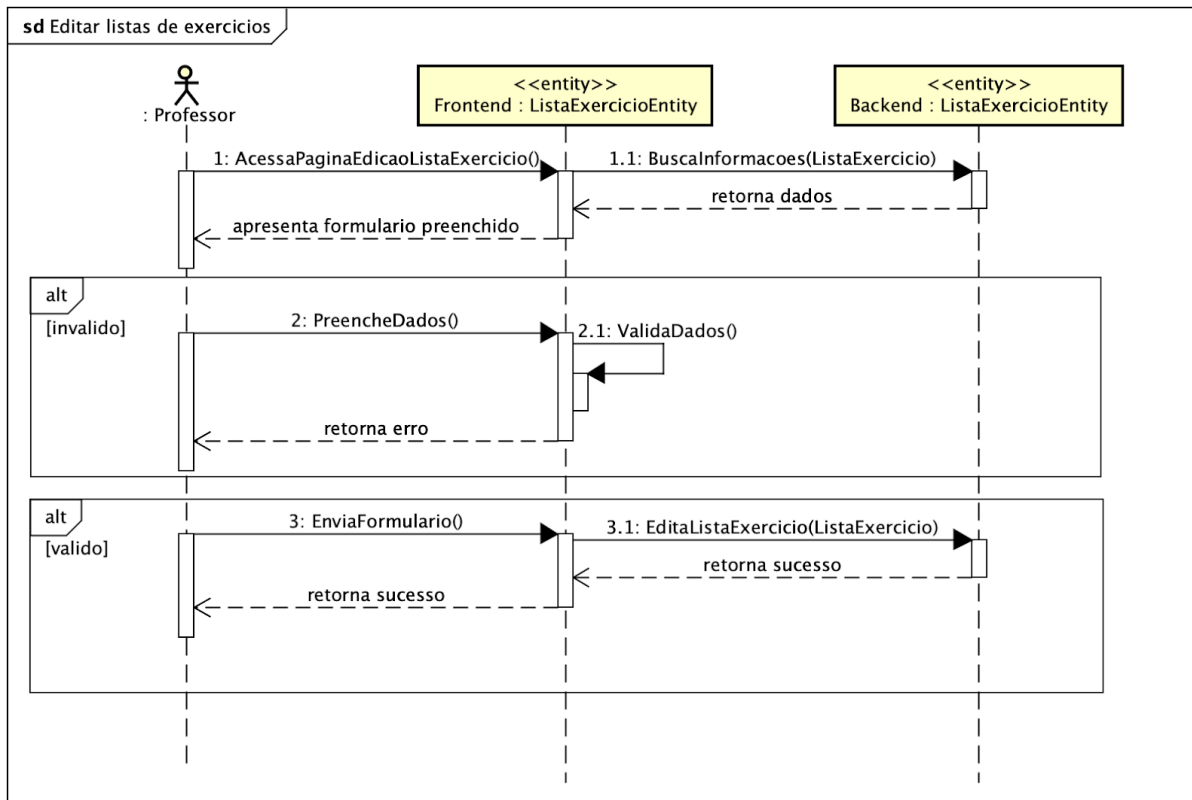 sd Editar listas de exercicios
: Professor
<<entity>>
Frontend : ListaExercicioEntity
<<entity>>
Backend : ListaExercicioEntity
1: AcessaPaginaEdicaoListaExercicio()
1.1: BuscaInformacoes(ListaExercicio)
retorna dados
apresenta formulario preenchido
alt
[invalido]
2: PreencheDados()
2.1: ValidaDados()
retorna erro
alt
[valido]
3: EnviaFormulario()
3.1: EditaListaExercicio(ListaExercicio)
retorna sucesso
retorna sucesso